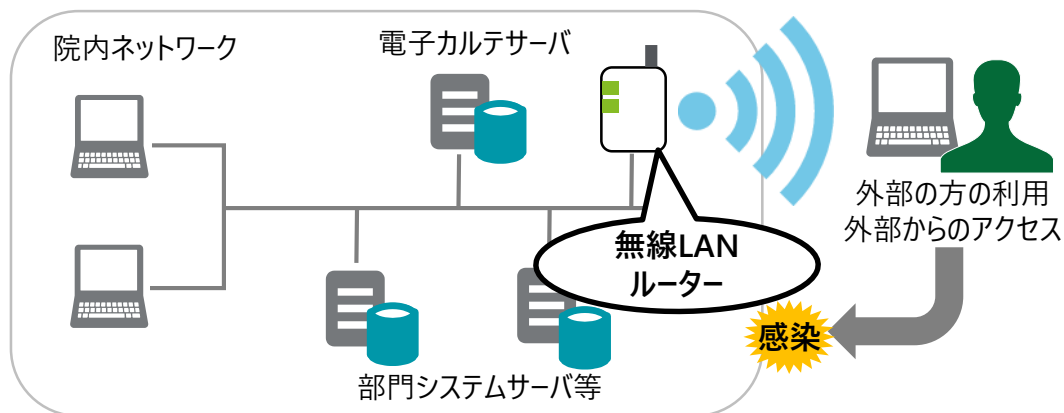 院内ネットワーク
電子カルテサーバ
外部の方の利用
外部からのアクセス
無線LAN
ルーター
感染
部門システムサーバ等